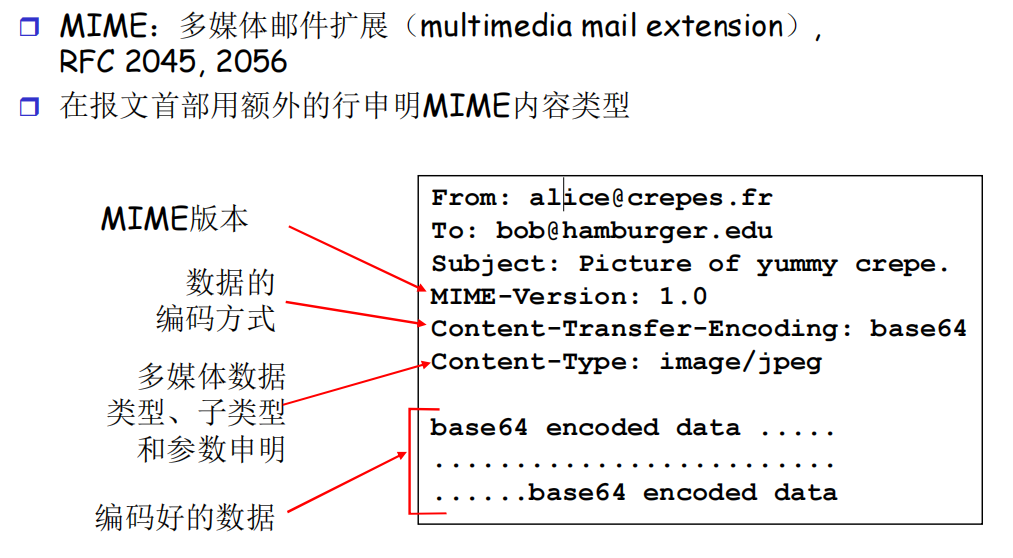 MIME：多媒体邮件扩展（multimedia mail extension），
RFC 2045, 2056
在报文首部用额外的行申明MIME内容类型
MIME版本
数据的
编码方式
多媒体数据
类型、子类型
和参数申明
编码好的数据
From: alice@crepes.fr
To: bob@hamburger.edu
Subject: Picture of yummy crepe.
MIME-Version: 1.0
Content-Transfer-Encoding: base64
Content-Type: image/jpeg
base64 encoded data .....
.........................
......base64 encoded data